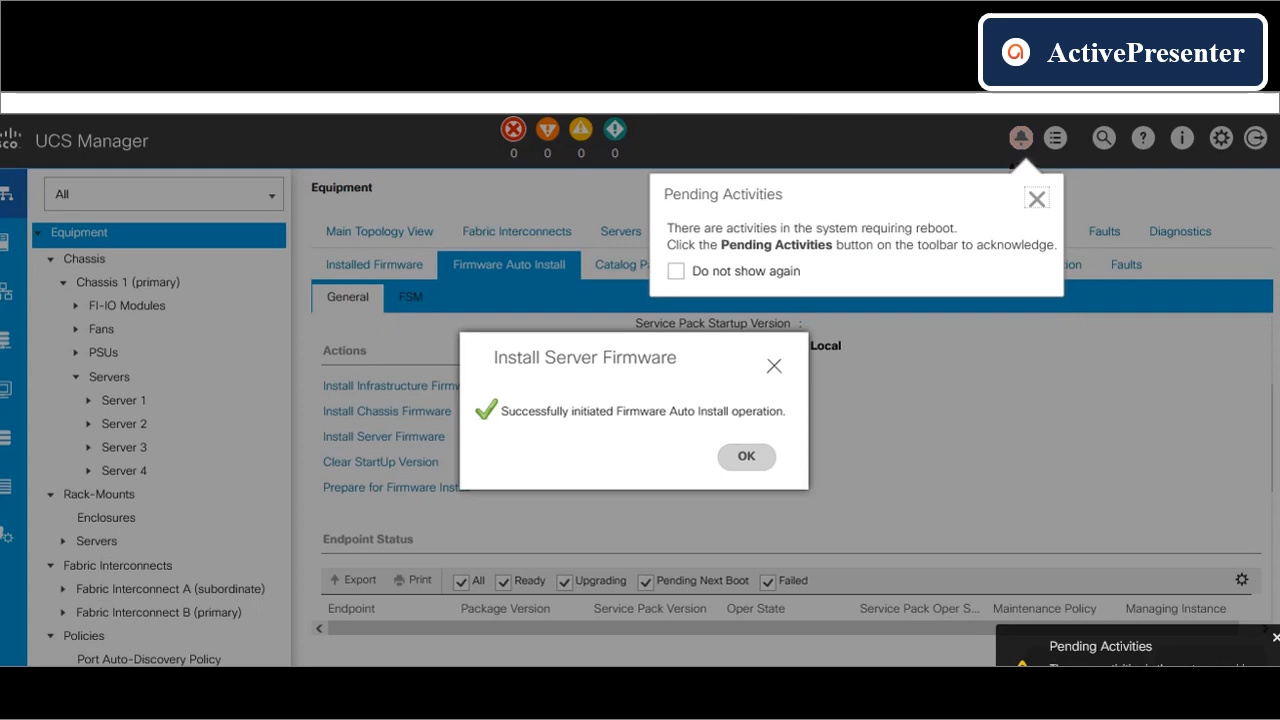 ActivePresenter
UCS Manager
0 0 0 0
All
Equipment
Chassis
Chassis 1 (primary)
FI-IO Modules
Fans
PSUs
Servers
Server 1
Server 2
Server 3
Server 4
Rack-Mounts
Enclosures
Servers
Fabric Interconnects
Fabric Interconnect A (subordinate)
Fabric Interconnect B (primary)
Policies
Port Auto-Discovery Policy
Equipment
Main Topology View Fabric Interconnects Servers Faults Diagnostics
Installed Firmware Firmware Auto Install Catalog Faults
General FSM
Pending Activities
There are activities in the system requiring reboot.
Click the Pending Activities button on the toolbar to acknowledge.
Do not show again
Service Pack Startup Version :
Local
Actions
Install Infrastructure
Install Chassis Firmware
Install Server Firmware
Clear StartUp Version
Prepare for Firmware
Install Server Firmware
Successfully initiated Firmware Auto Install operation.
OK
Endpoint Status
Export Print All Ready Upgrading Pending Next Boot Failed
Endpoint Package Version Service Pack Version Oper State Service Pack Oper S... Maintenance Policy Managing Instance
Pending Activities